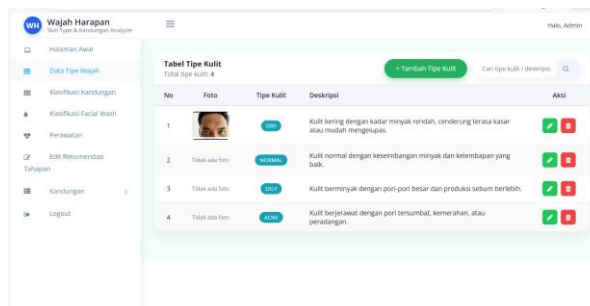 WH
Wajah Harapan
Skin Type & Kandungan Analyzer
Halo, Admin
Halaman Awal
Data Tipe Wajah
Klasifikasi Kandungan
Klasifikasi Facial Wash
Perawatan
Edit Rekomendasi
Tahapan
Kandungan
Logout
Tabel Tipe Kulit
Total tipe kulit: 4
+ Tambah Tipe Kulit
Cari tipe kulit / deskripsi
No Foto Tipe Kulit Deskripsi Aksi
1 DRY Kulit kering dengan kadar minyak rendah, cenderung terasa kasar
atau mudah mengelupas.
2 Tidak ada foto NORMAL Kulit normal dengan keseimbangan minyak dan kelembapan yang
baik.
3 Tidak ada foto OILY Kulit berminyak dengan pori-pori besar dan produksi sebum berlebih.
4 Tidak ada foto ACNE Kulit berjerawat dengan pori tersumbat, kemerahan, atau
peradangan.